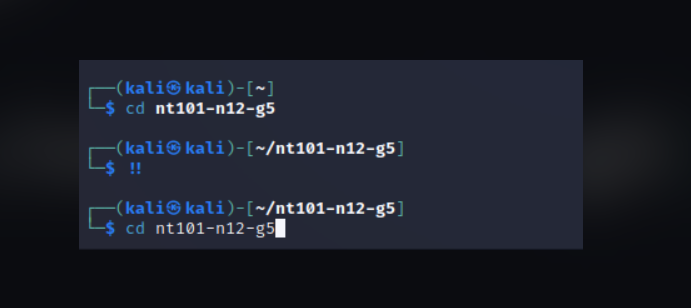 ┌──(kali㉿kali)-[~]
└─$ cd nt101-n12-g5
┌──(kali㉿kali)-[~/nt101-n12-g5]
└─$ !!
┌──(kali㉿kali)-[~/nt101-n12-g5]
└─$ cd nt101-n12-g5